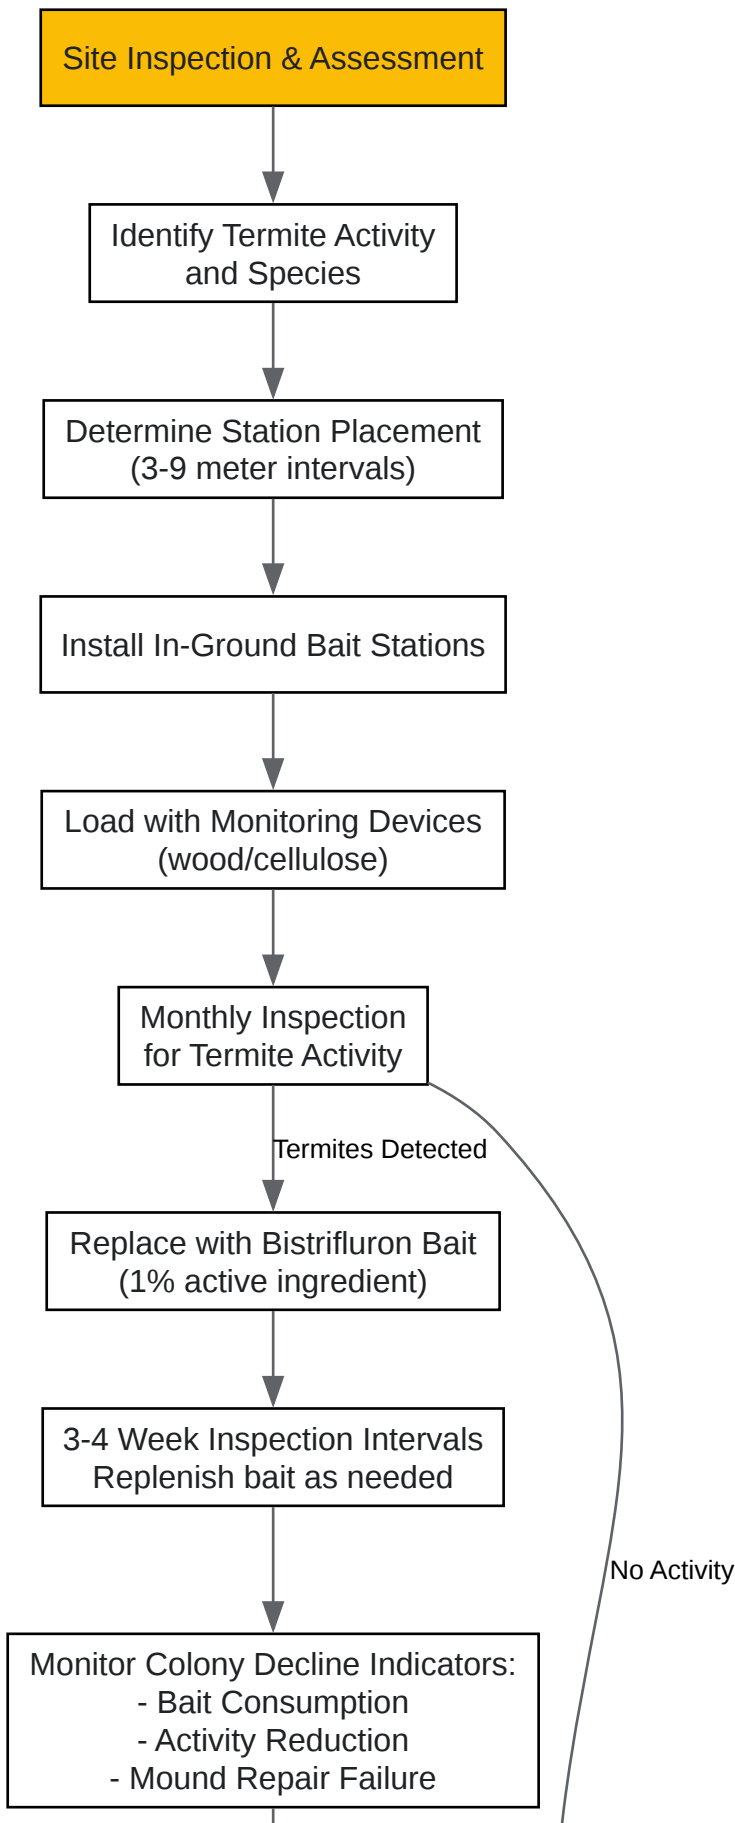 Site Inspection & Assessment
Identify Termite Activity
and Species
Determine Station Placement
(3-9 meter intervals)
Install In-Ground Bait Stations
Load with Monitoring Devices
(wood/cellulose)
Monthly Inspection
for Termite Activity
Termites Detected
Replace with Bistrifluron Bait
(1% active ingredient)
3-4 Week Inspection Intervals
Replenish bait as needed
No Activity
Monitor Colony Decline Indicators:
- Bait Consumption
- Activity Reduction
- Mound Repair Failure